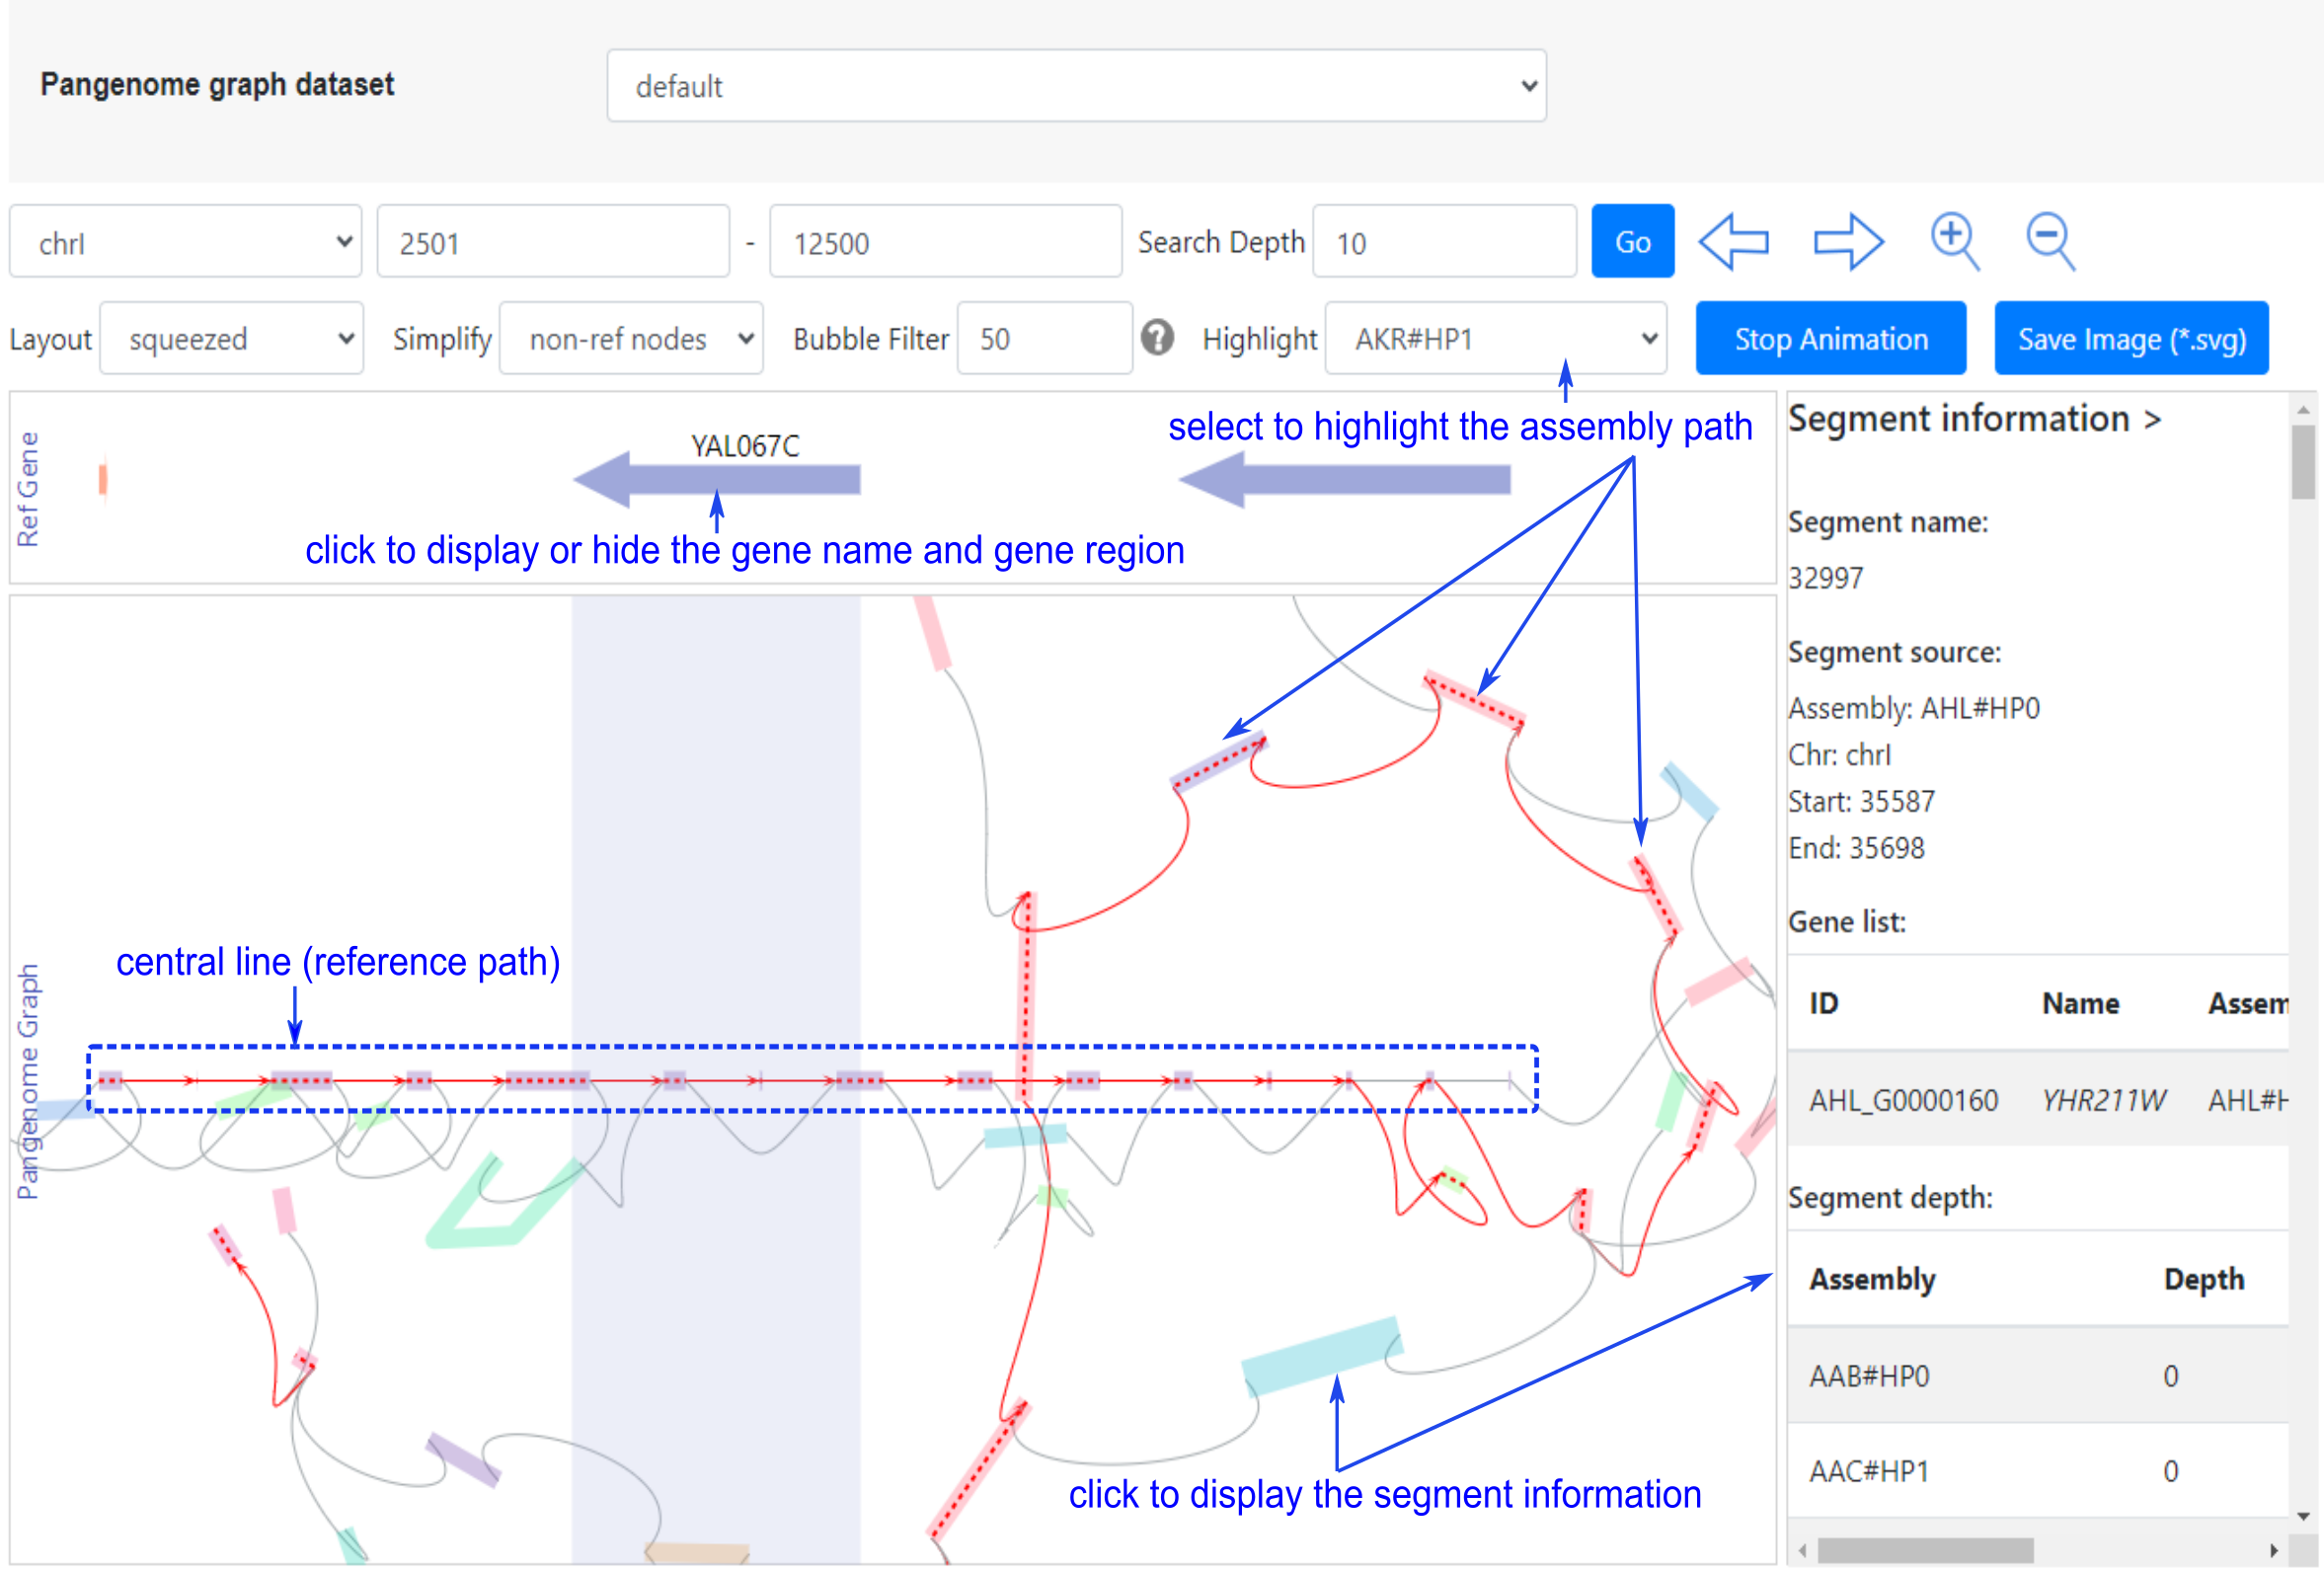 Pangenome graph dataset
default
chrI
2501
-
12500
Search Depth
10
Go
Layout
squeezed
Simplify
non-ref nodes
Bubble Filter
50
?
Highlight
AKR#HP1
Stop Animation
Save Image (*.svg)
Ref Gene
YAL067C
select to highlight the assembly path
click to display or hide the gene name and gene region
Pangenome Graph
central line (reference path)
click to display the segment information
Segment information >
Segment name:
32997
Segment source:
Assembly: AHL#HP0
Chr: chrI
Start: 35587
End: 35698
Gene list:
ID Name Assem
AHL_G0000160 YHR211W AHL#H
Segment depth:
Assembly Depth
AAB#HP0 0
AAC#HP1 0